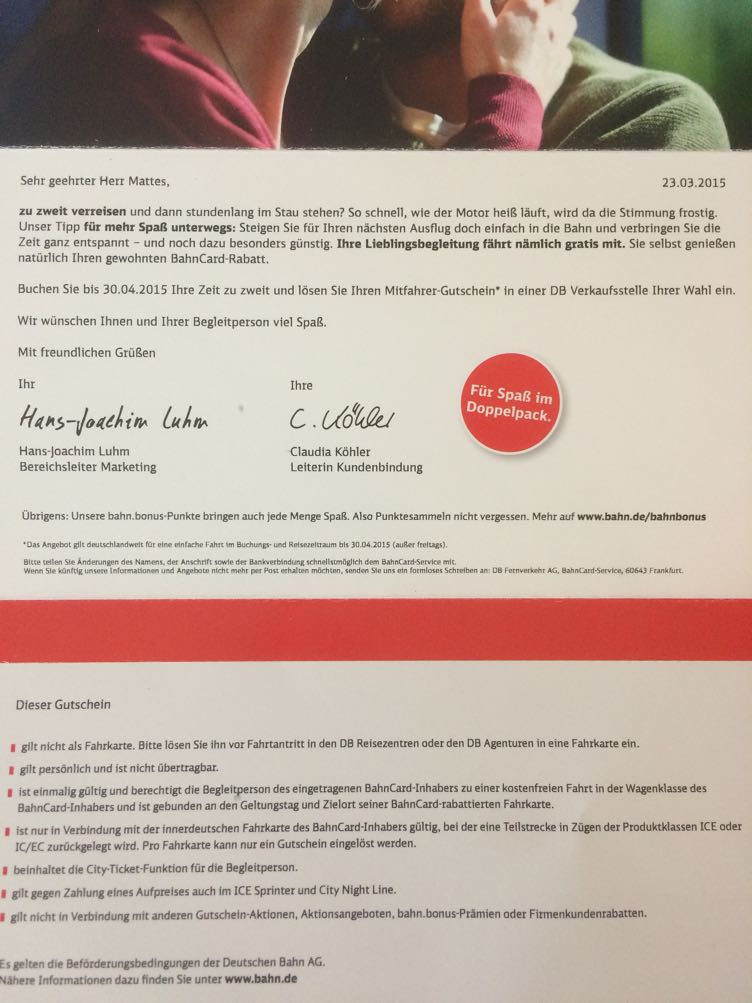 Sehr geehrter Herr Mattes,
23.03.2015
zu zweit verreisen und dann stundenlang im Stau stehen? So schnell, wie der Motor heiß läuft, wird da die Stimmung frostig.
Unser Tipp für mehr Spaß unterwegs: Steigen Sie für Ihren nächsten Ausflug doch einfach in die Bahn und verbringen Sie die
Zeit ganz entspannt – und noch dazu besonders günstig. Ihre Lieblingsbegleitung fährt nämlich gratis mit. Sie selbst genießen
natürlich Ihren gewohnten BahnCard-Rabatt.
Buchen Sie bis 30.04.2015 Ihre Zeit zu zweit und lösen Sie Ihren Mitfahrer-Gutschein* in einer DB Verkaufsstelle Ihrer Wahl ein.
Wir wünschen Ihnen und Ihrer Begleitperson viel Spaß.
Mit freundlichen Grüßen
Ihr
Hans-Joachim Luhm
Hans-Joachim Luhm
Bereichsleiter Marketing
Ihre
C. Köhler
Claudia Köhler
Leiterin Kundenbindung
Für Spaß im
Doppelpack.
Übrigens: Unsere bahn.bonus-Punkte bringen auch jede Menge Spaß. Also Punktesammeln nicht vergessen. Mehr auf www.bahn.de/bahnbonus
*Das Angebot gilt deutschlandweit für eine einfache Fahrt im Buchungs- und Reisezeitraum bis 30.04.2015 (außer freitags).
Bitte teilen Sie Änderungen des Namens, der Anschrift sowie der Bankverbindung schnellstmöglich dem BahnCard-Service mit.
Wenn Sie künftig unsere Informationen und Angebote nicht mehr per Post erhalten möchten, senden Sie uns ein formloses Schreiben an: DB Fernverkehr AG, BahnCard-Service, 60643 Frankfurt.
Dieser Gutschein
gilt nicht als Fahrkarte. Bitte lösen Sie ihn vor Fahrtantritt in den DB Reisezentren oder den DB Agenturen in eine Fahrkarte ein.
gilt persönlich und ist nicht übertragbar.
ist einmalig gültig und berechtigt die Begleitperson des eingetragenen BahnCard-Inhabers zu einer kostenfreien Fahrt in der Wagenklasse des
BahnCard-Inhabers und ist gebunden an den Geltungstag und Zielort seiner BahnCard-rabattierten Fahrkarte.
ist nur in Verbindung mit der innerdeutschen Fahrkarte des BahnCard-Inhabers gültig, bei der eine Teilstrecke in Zügen der Produktklassen ICE oder
IC/EC zurückgelegt wird. Pro Fahrkarte kann nur ein Gutschein eingelöst werden.
beinhaltet die City-Ticket-Funktion für die Begleitperson.
gilt gegen Zahlung eines Aufpreises auch im ICE Sprinter und City Night Line.
gilt nicht in Verbindung mit anderen Gutschein-Aktionen, Aktionsangeboten, bahn.bonus-Prämien oder Firmenkundenrabatten.
Es gelten die Beförderungsbedingungen der Deutschen Bahn AG.
Nähere Informationen dazu finden Sie unter www.bahn.de